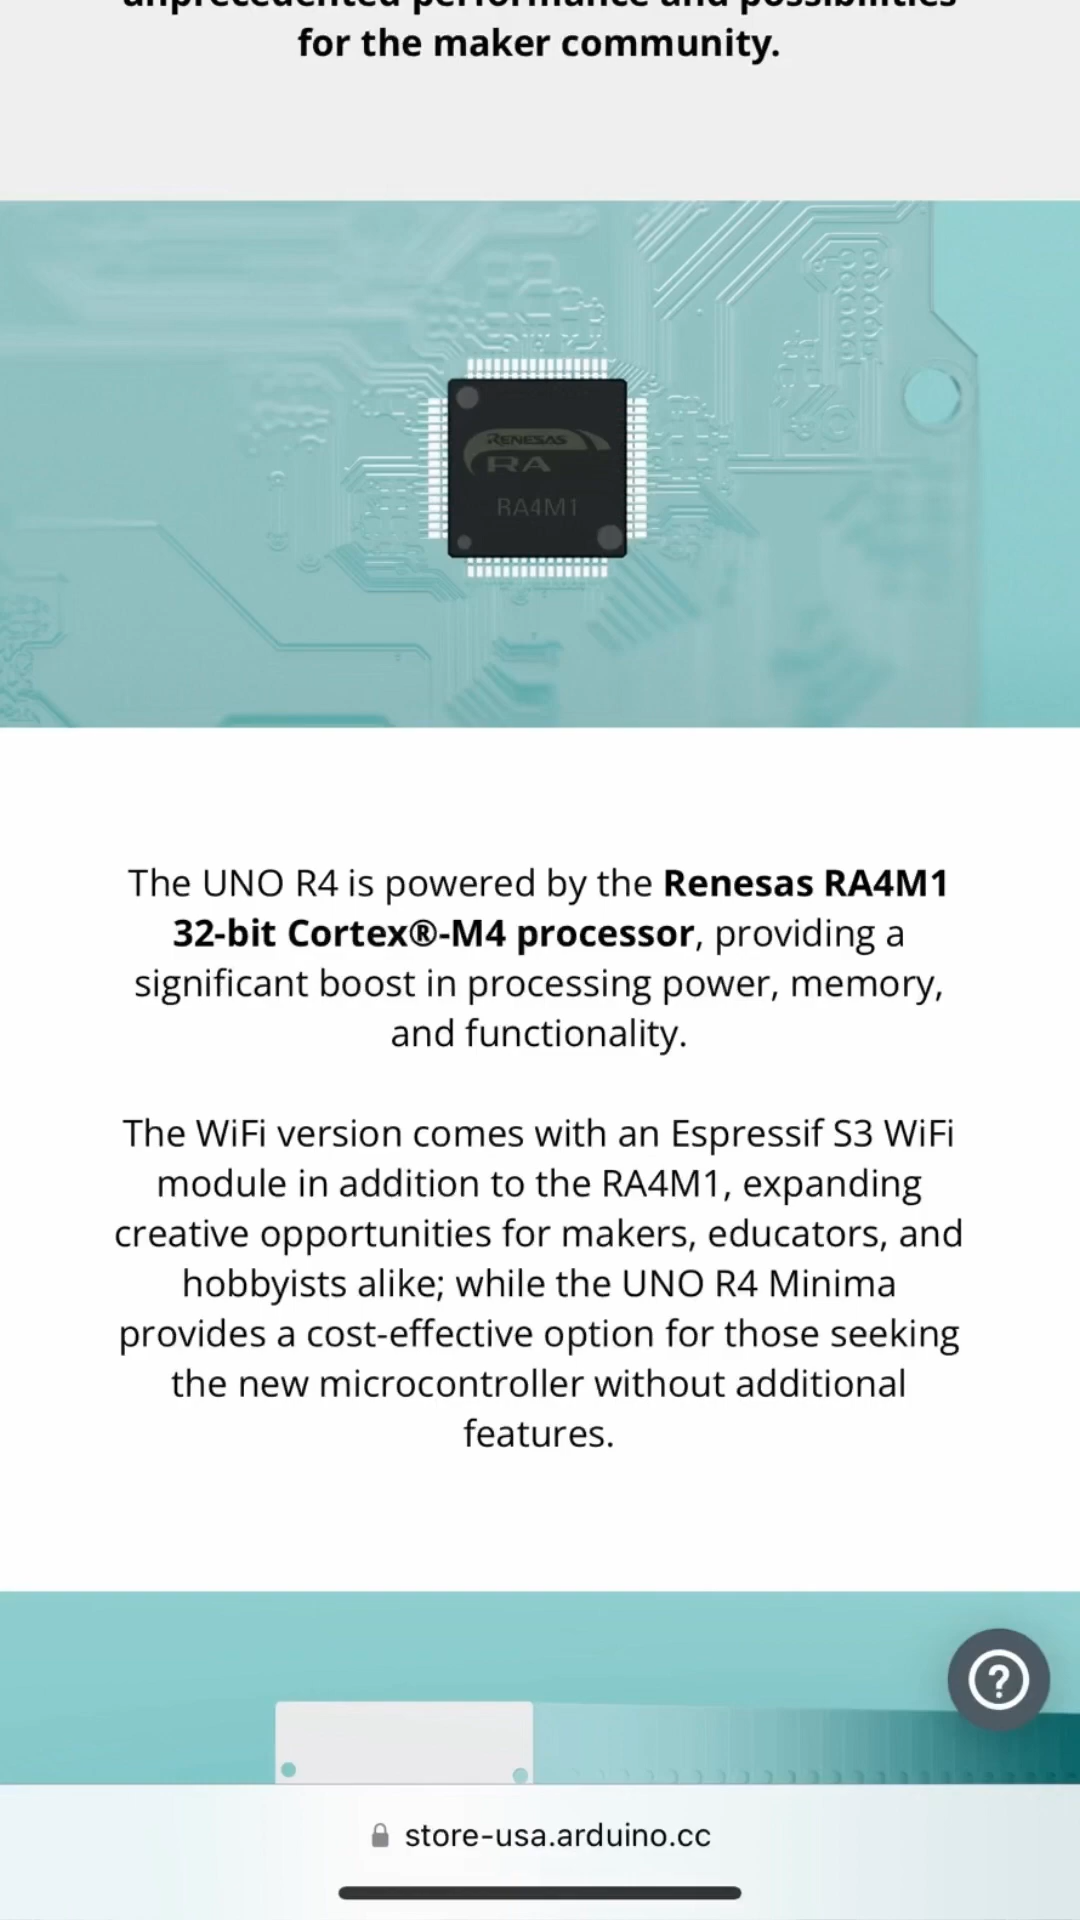 unprecedented performance and possibilities
for the maker community.
RENESAS
RA
RA4M1
The UNO R4 is powered by the Renesas RA4M1
32-bit Cortex®-M4 processor, providing a
significant boost in processing power, memory,
and functionality.
The WiFi version comes with an Espressif S3 WiFi
module in addition to the RA4M1, expanding
creative opportunities for makers, educators, and
hobbyists alike; while the UNO R4 Minima
provides a cost-effective option for those seeking
the new microcontroller without additional
features.
?
store-usa.arduino.cc